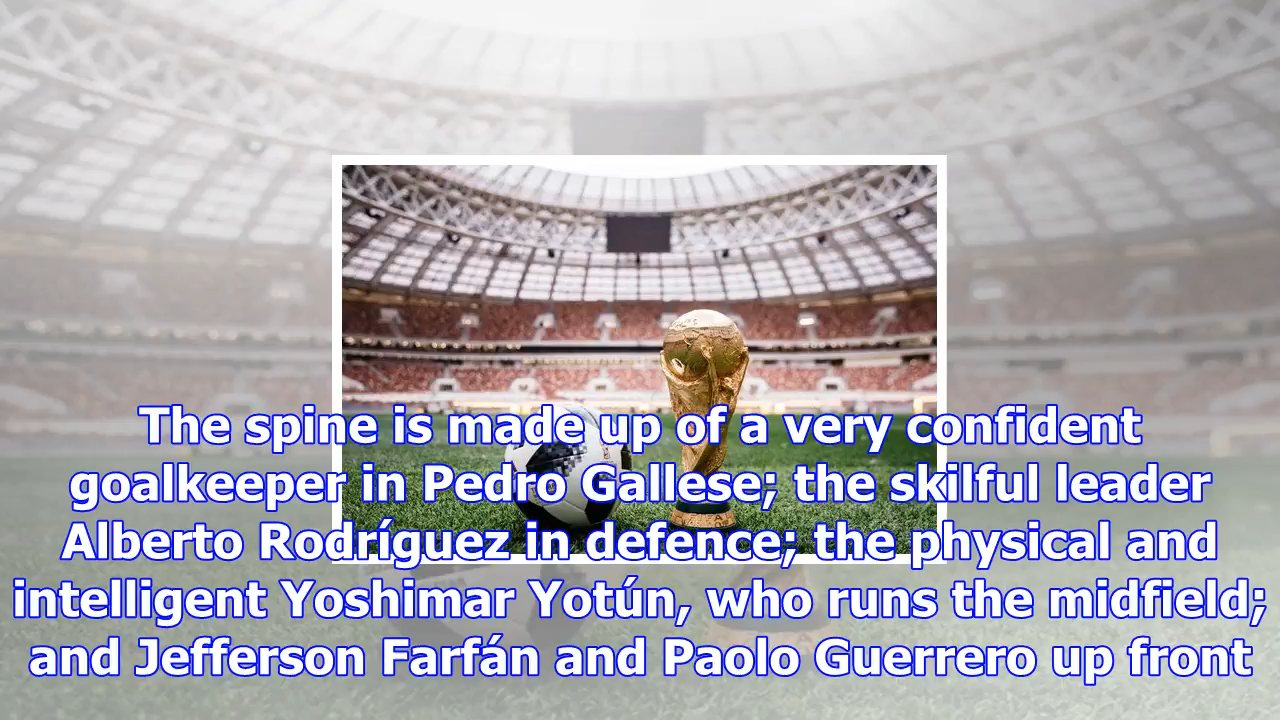 The spine is made up of a very confident
goalkeeper in Pedro Gallese; the skilful leader
Alberto Rodríguez in defence; the physical and
intelligent Yoshimar Yotún, who runs the midfield;
and Jefferson Farfán and Paolo Guerrero up front